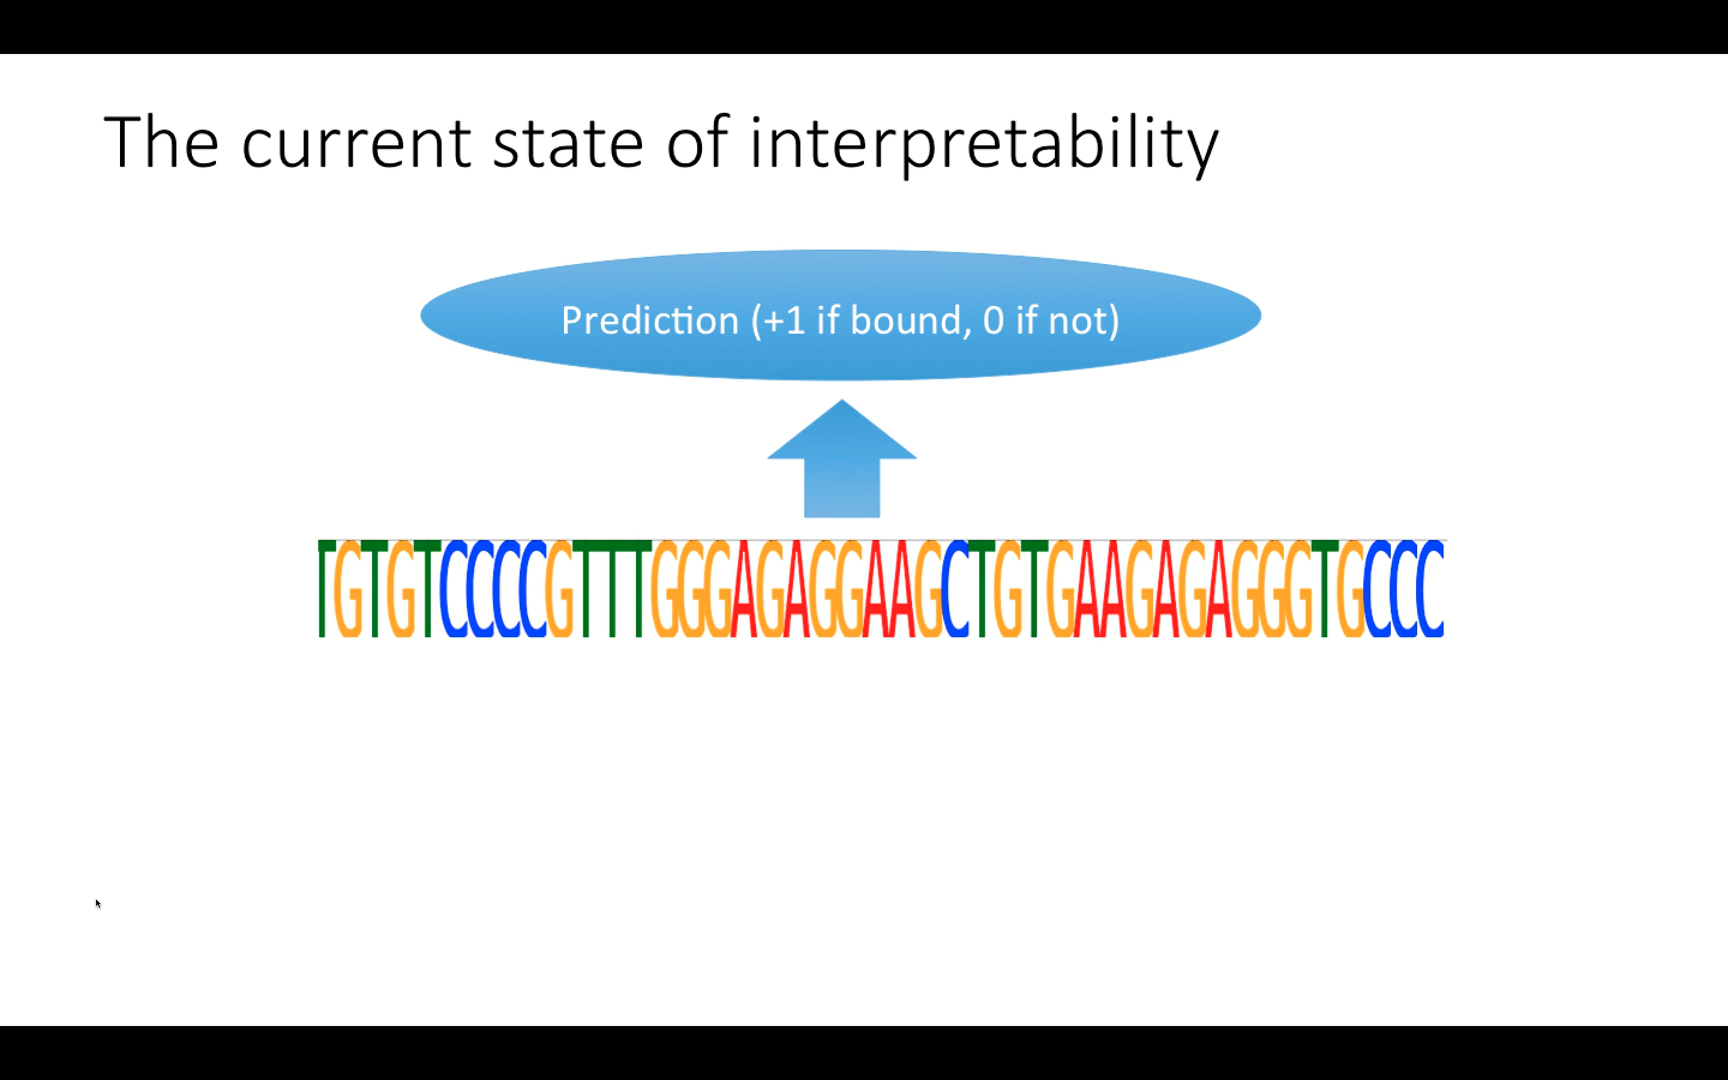 The current state of interpretability
Prediction (+1 if bound, 0 if not)
TGTGTCCCCGTTTGGGAGAGGAAGCTGTGAAGAGAGGGTGCCC